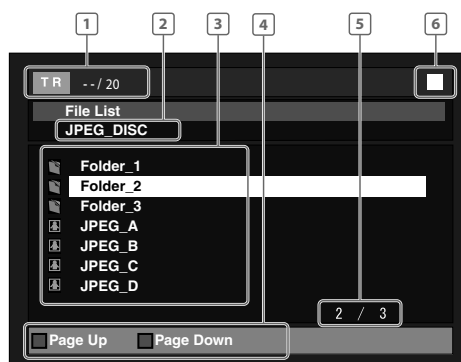 1 2 3 4 5 6
TR --/ 20
File List
JPEG_DISC
Folder_1
Folder_2
Folder_3
JPEG_A
JPEG_B
JPEG_C
JPEG_D
2 / 3
Page Up Page Down